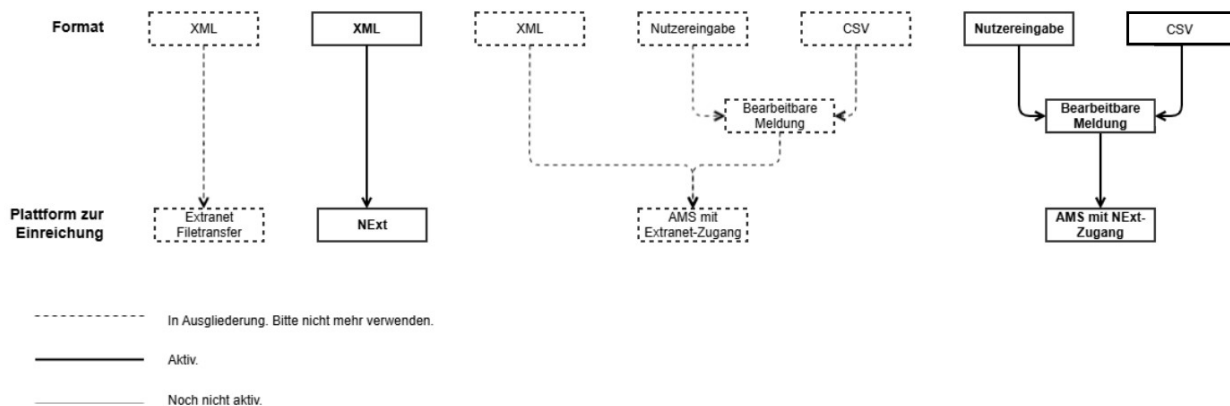 Format
XML
XML
XML
Nutzereingabe
CSV
Nutzereingabe
CSV
Bearbeitbare
Meldung
Bearbeitbare
Meldung
Plattform zur
Einreichung
Extranet
Filetransfer
NExt
AMS mit
Extranet-Zugang
AMS mit NExt-
Zugang
In Ausgliederung. Bitte nicht mehr verwenden.
Aktiv.
Noch nicht aktiv.